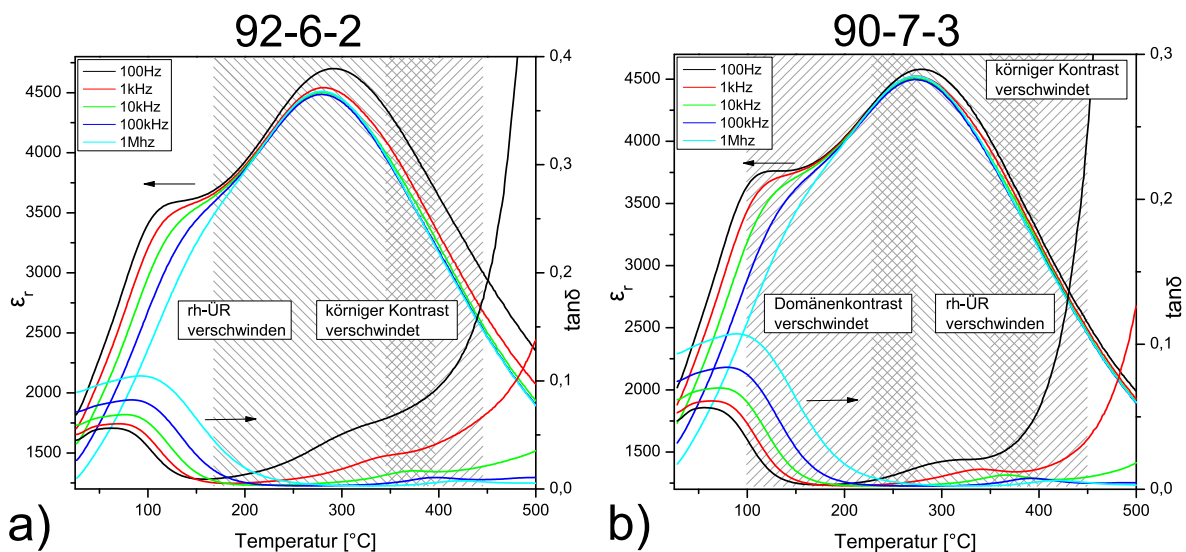 92-6-2
90-7-3
100Hz
1kHz
10kHz
100kHz
1Mhz
rh-ÜR
verschwinden
körniger Kontrast
verschwindet
4500
4000
3500
3000
2500
2000
1500
εr
0,4
0,3
0,2
0,1
0,0
tanδ
100
200
300
400
500
Temperatur [°C]
a)
100Hz
1kHz
10kHz
100kHz
1Mhz
körniger Kontrast
verschwindet
Domänenkontrast
verschwindet
rh-ÜR
verschwinden
4500
4000
3500
3000
2500
2000
1500
εr
0,3
0,2
0,1
0,0
tanδ
100
200
300
400
500
Temperatur [°C]
b)